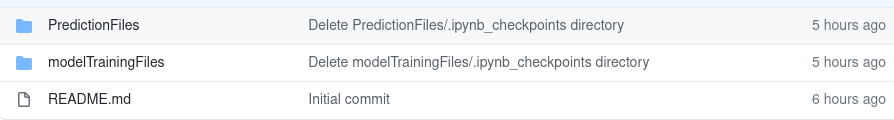 PredictionFiles Delete PredictionFiles/.ipynb_checkpoints directory 5 hours ago
modelTrainingFiles Delete modelTrainingFiles/.ipynb_checkpoints directory 5 hours ago
README.md Initial commit 6 hours ago